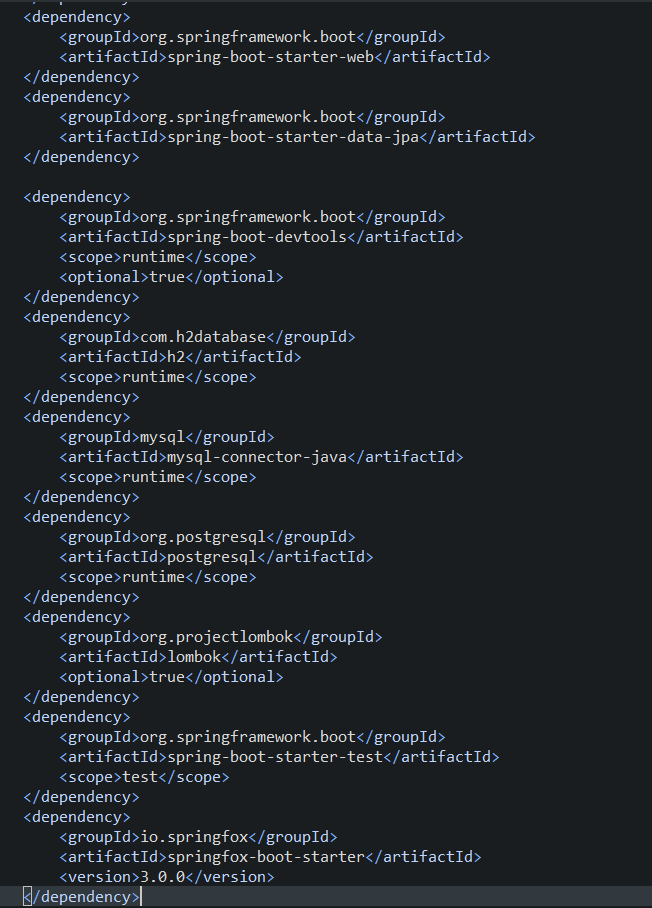 <dependency>
<groupId>org.springframework.boot</groupId>
<artifactId>spring-boot-starter-web</artifactId>
</dependency>
<dependency>
<groupId>org.springframework.boot</groupId>
<artifactId>spring-boot-starter-data-jpa</artifactId>
</dependency>
<dependency>
<groupId>org.springframework.boot</groupId>
<artifactId>spring-boot-devtools</artifactId>
<scope>runtime</scope>
<optional>true</optional>
</dependency>
<dependency>
<groupId>com.h2database</groupId>
<artifactId>h2</artifactId>
<scope>runtime</scope>
</dependency>
<dependency>
<groupId>mysql</groupId>
<artifactId>mysql-connector-java</artifactId>
<scope>runtime</scope>
</dependency>
<dependency>
<groupId>org.postgresql</groupId>
<artifactId>postgresql</artifactId>
<scope>runtime</scope>
</dependency>
<dependency>
<groupId>org.projectlombok</groupId>
<artifactId>lombok</artifactId>
<optional>true</optional>
</dependency>
<dependency>
<groupId>org.springframework.boot</groupId>
<artifactId>spring-boot-starter-test</artifactId>
<scope>test</scope>
</dependency>
<dependency>
<groupId>io.springfox</groupId>
<artifactId>springfox-boot-starter</artifactId>
<version>3.0.0</version>
</dependency>